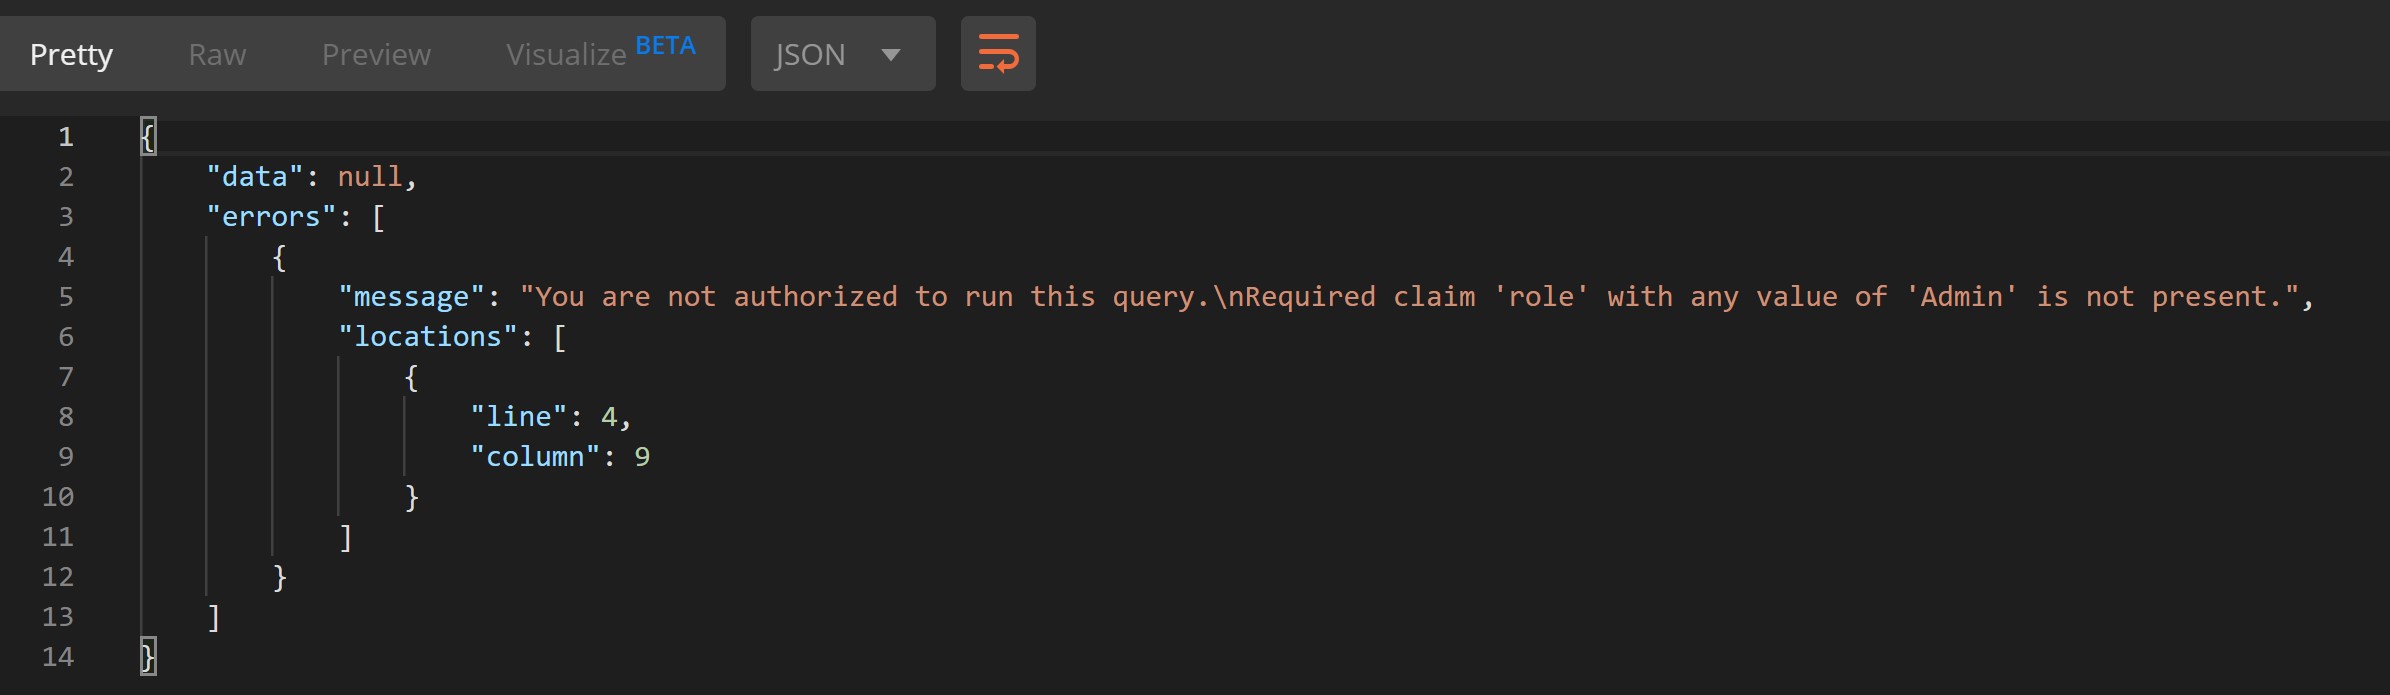 Pretty Raw Preview Visualize BETA JSON
1 {
2 "data": null,
3 "errors": [
4 {
5 "message": "You are not authorized to run this query.\nRequired claim 'role' with any value of 'Admin' is not present.",
6 "locations": [
7 {
8 "line": 4,
9 "column": 9
10 }
11 ]
12 }
13 ]
14 }